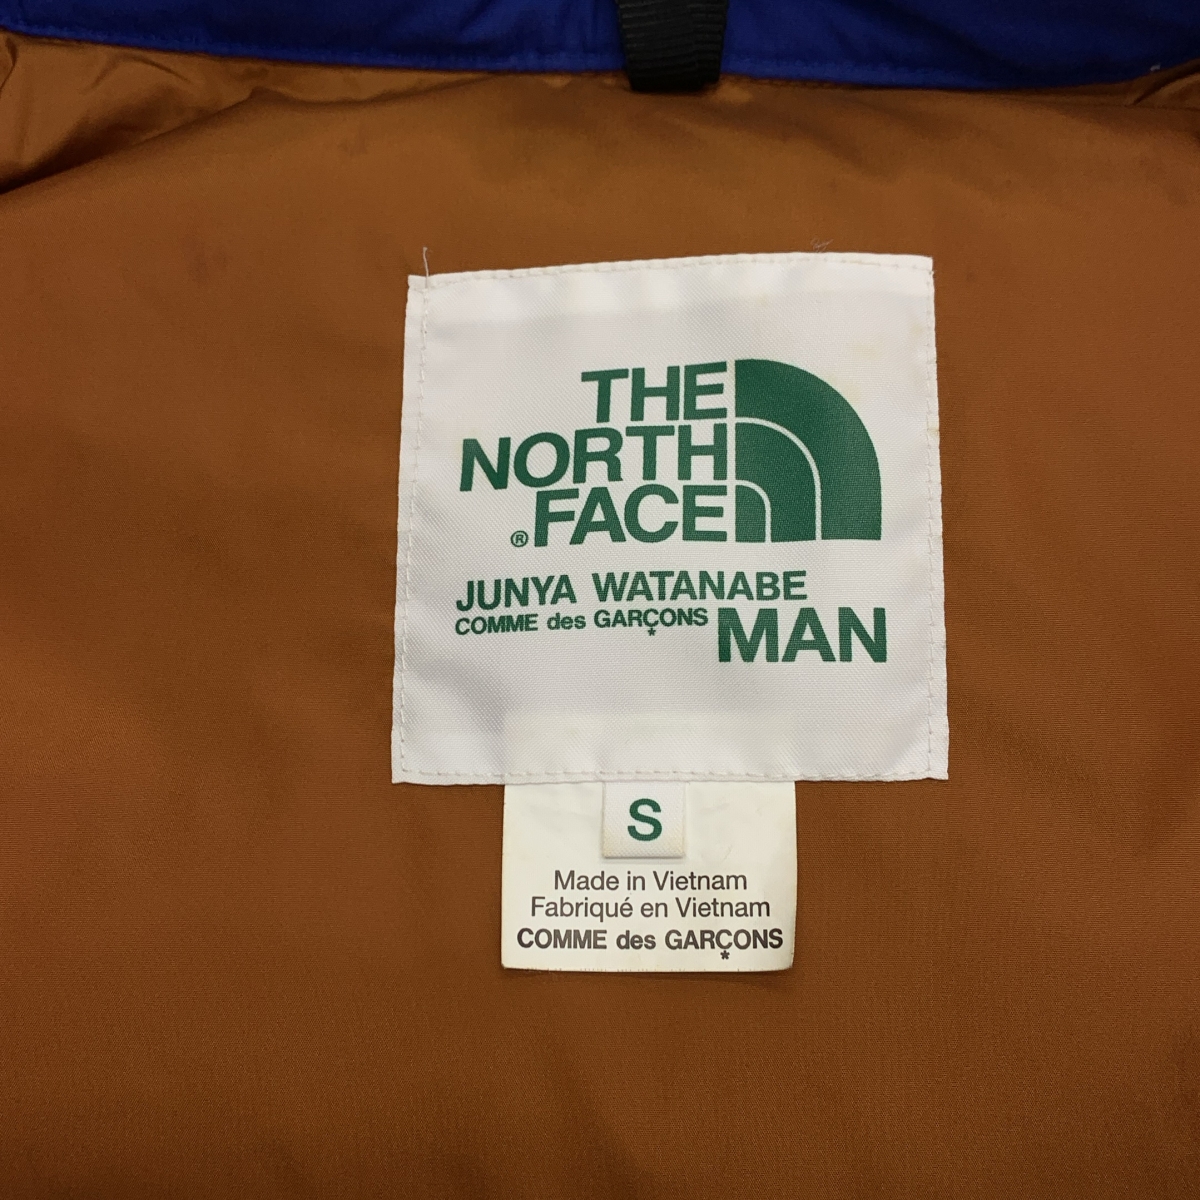 THE
NORTH
®FACE
JUNYA WATANABE
COMME des GARÇONS MAN
S
Made in Vietnam
Fabriqué en Vietnam
COMME des GARÇONS
*